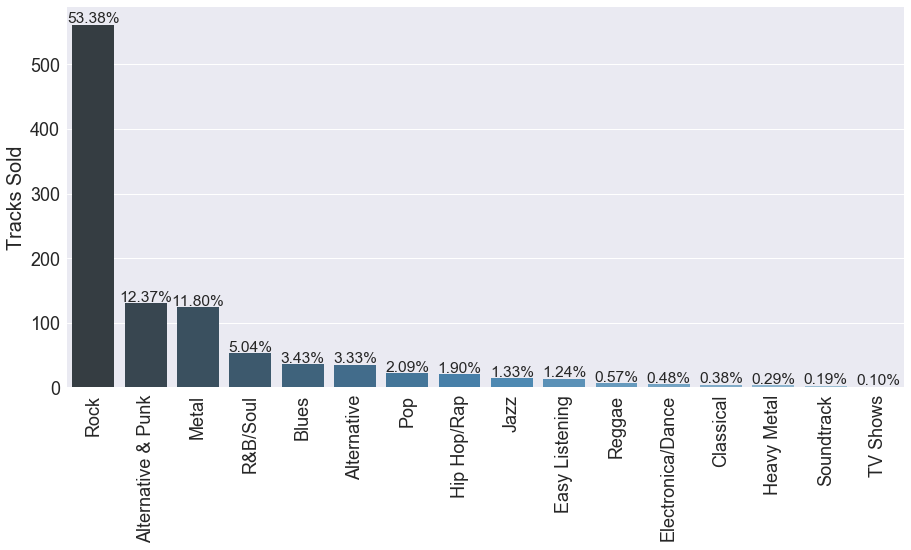 53.38%
12.37%
11.80%
5.04%
3.43%
3.33%
2.09%
1.90%
1.33%
1.24%
0.57%
0.48%
0.38%
0.29%
0.19%
0.10%
Tracks Sold
500
400
300
200
100
0
Rock
Alternative & Punk
Metal
R&B/Soul
Blues
Alternative
Pop
Hip Hop/Rap
Jazz
Easy Listening
Reggae
Electronica/Dance
Classical
Heavy Metal
Soundtrack
TV Shows